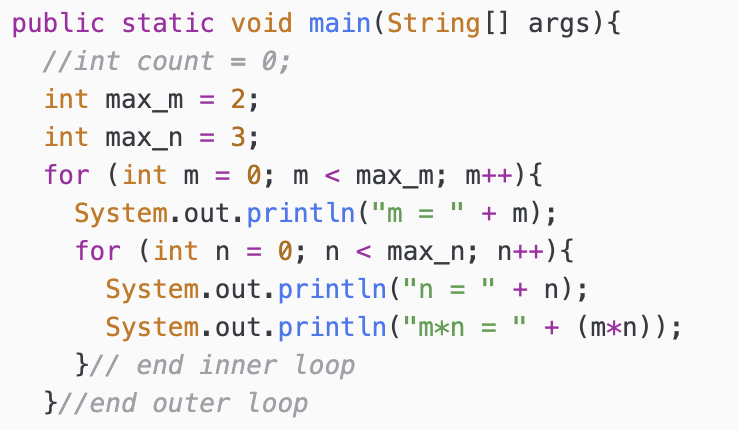 public static void main(String[] args){
//int count = 0;
int max_m = 2;
int max_n = 3;
for (int m = 0; m < max_m; m++){
System.out.println("m = " + m);
for (int n = 0; n < max_n; n++){
System.out.println("n = " + n);
System.out.println("m*n = " + (m*n));
}// end inner loop
}//end outer loop